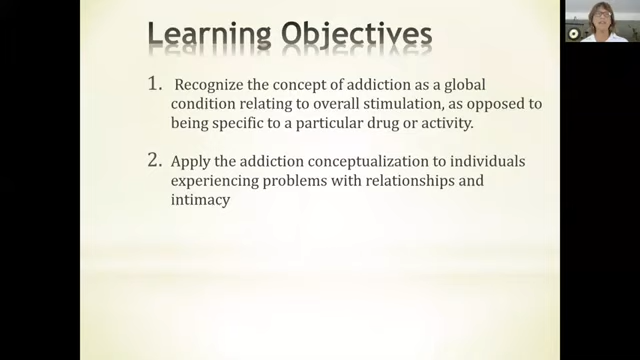 Learning Objectives
1. Recognize the concept of addiction as a global
condition relating to overall stimulation, as opposed to
being specific to a particular drug or activity.
2. Apply the addiction conceptualization to individuals
experiencing problems with relationships and
intimacy